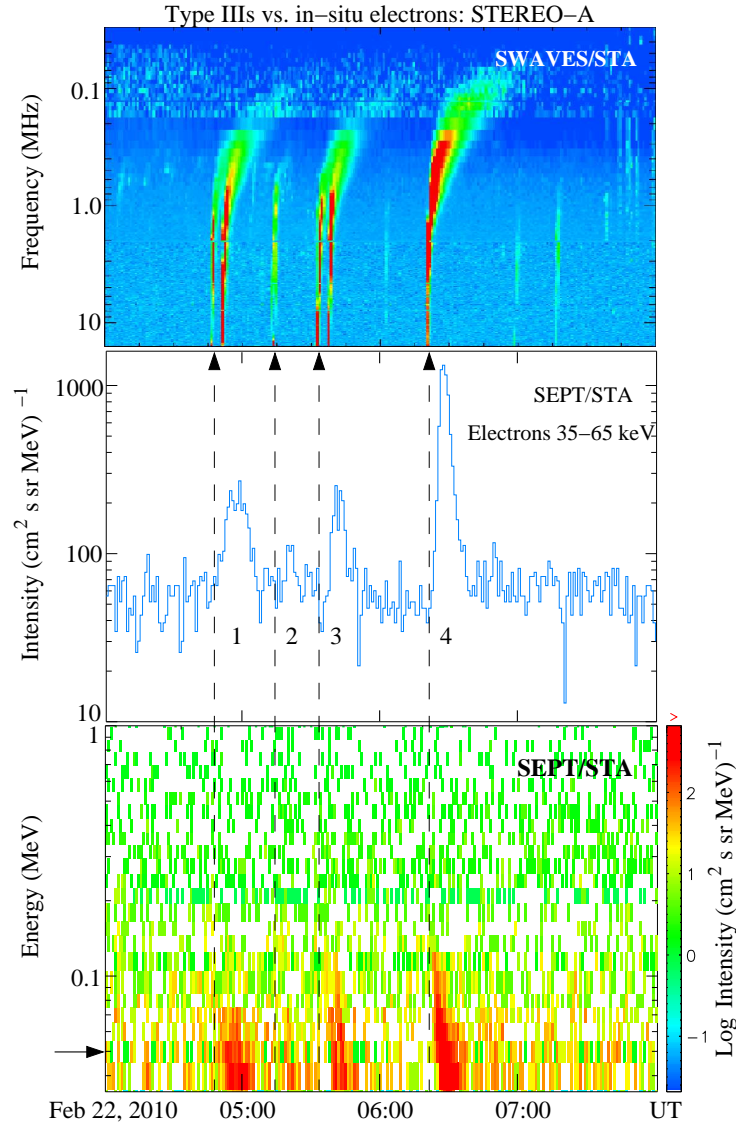 Type IIIs vs. in−situ electrons: STEREO−A
SWAVES/STA
Frequency (MHz)
0.1
1.0
10
SEPT/STA
Electrons 35−65 keV
Intensity (cm² s sr MeV) ⁻¹
1000
100
10
1 2 3 4
SEPT/STA
Energy (MeV)
1
0.1
>
2
1
0
−1
Log Intensity (cm² s sr MeV)⁻¹
Feb 22, 2010 05:00 06:00 07:00 UT